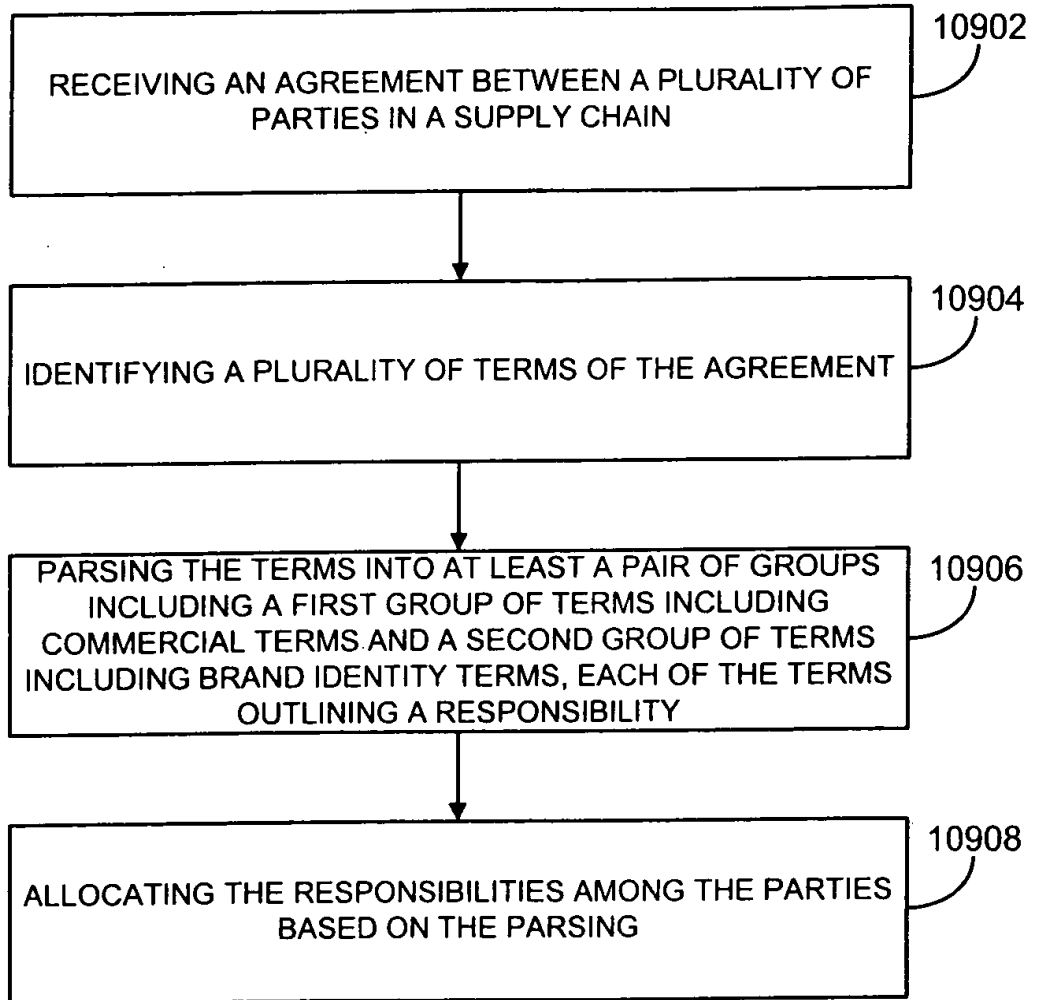 10902
RECEIVING AN AGREEMENT BETWEEN A PLURALITY OF
PARTIES IN A SUPPLY CHAIN
10904
IDENTIFYING A PLURALITY OF TERMS OF THE AGREEMENT
10906
PARSING THE TERMS INTO AT LEAST A PAIR OF GROUPS
INCLUDING A FIRST GROUP OF TERMS INCLUDING
COMMERCIAL TERMS AND A SECOND GROUP OF TERMS
INCLUDING BRAND IDENTITY TERMS, EACH OF THE TERMS
OUTLINING A RESPONSIBILITY
10908
ALLOCATING THE RESPONSIBILITIES AMONG THE PARTIES
BASED ON THE PARSING